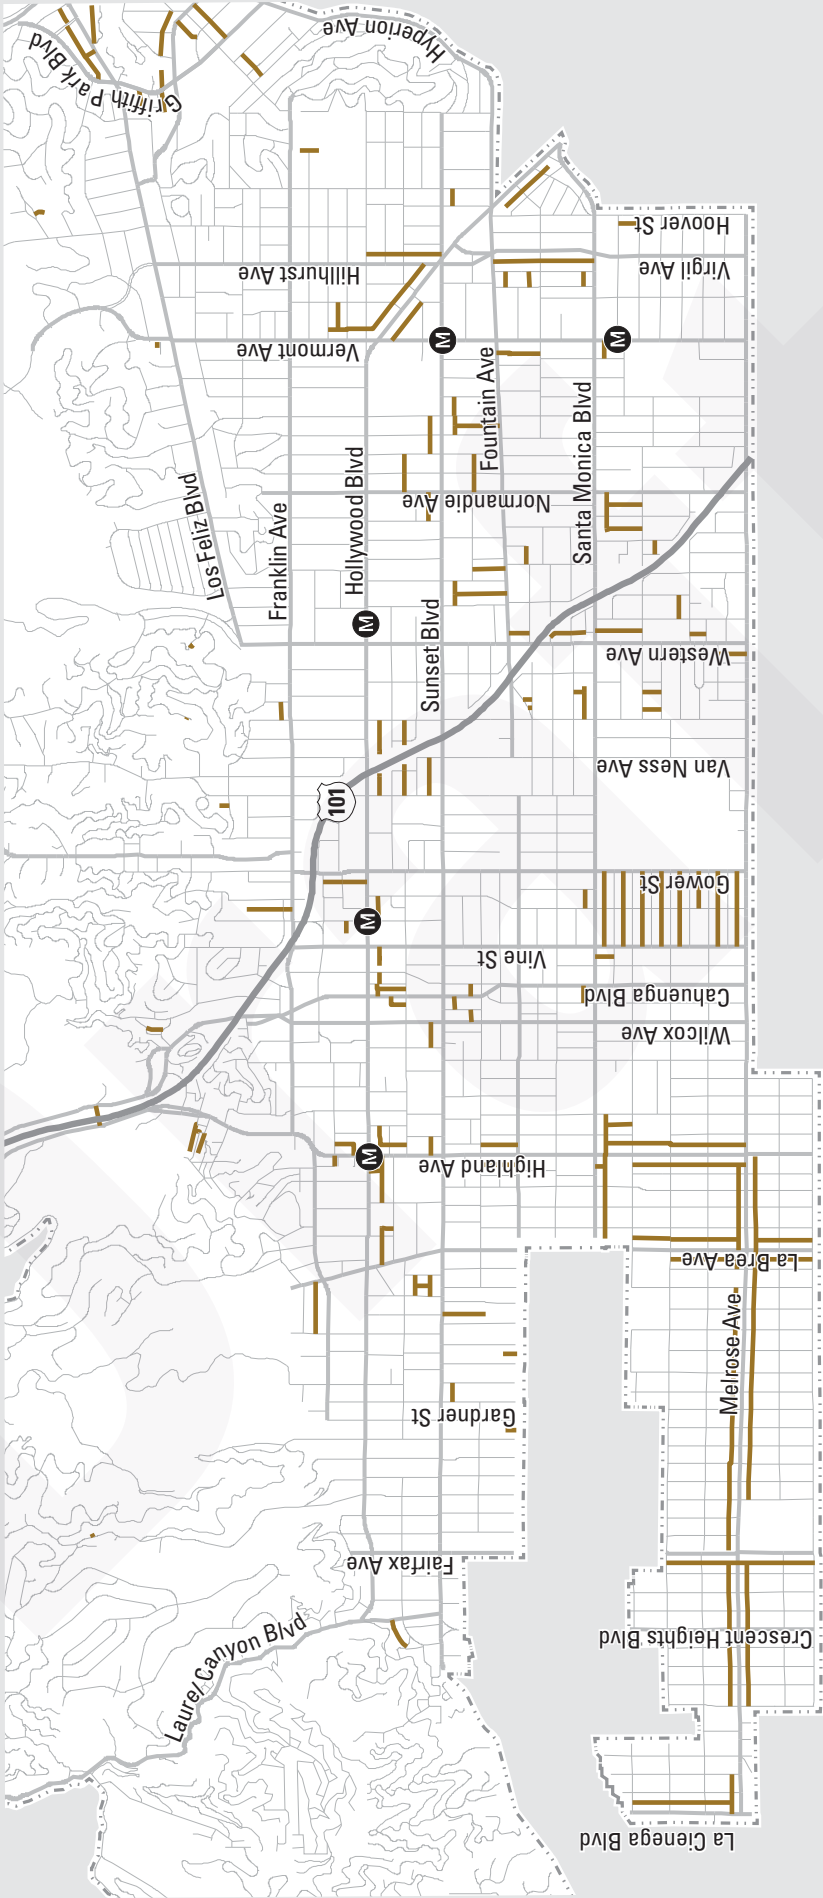 Hyperion Ave
Griffith Park Blvd
Hoover St
Virgil Ave
Hillhurst Ave
Vermont Ave
M
M
Fountain Ave
Santa Monica Blvd
Hollywood Blvd
Los Feliz Blvd
Normandie Ave
Franklin Ave
M
Sunset Blvd
Western Ave
Van Ness Ave
101
Gower St
M
Vine St
Cahuenga Blvd
Wilcox Ave
M
Highland Ave
La Brea Ave
Melrose Ave
Gardner St
Fairfax Ave
Laurel Canyon Blvd
Crescent Heights Blvd
La Cienega Blvd